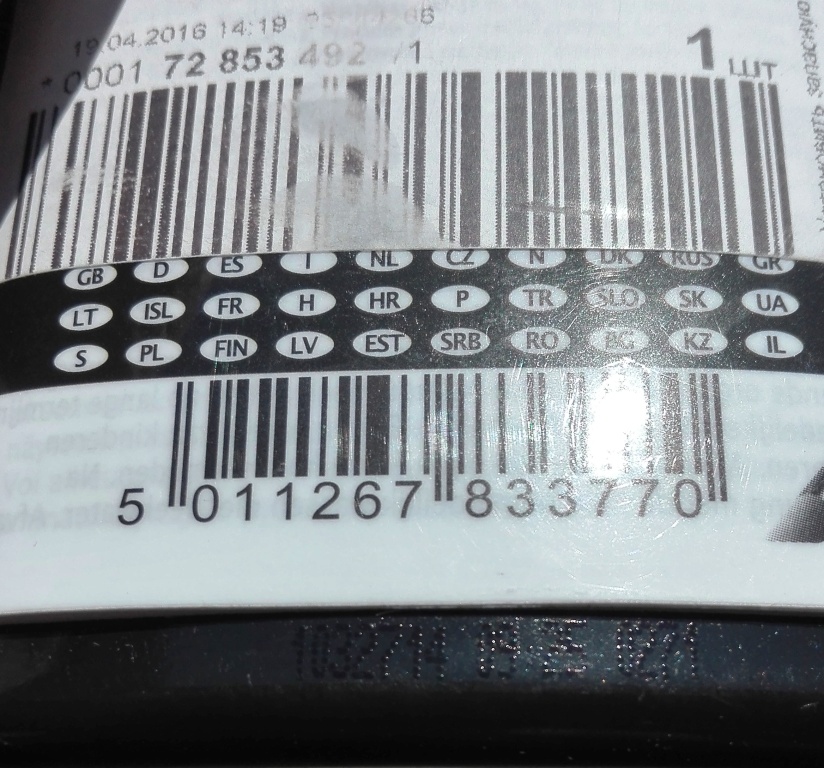 19.04.2016 14:19
* 0001 72 853 492 /1
1 шт
GB D ES I NL CZ N DK RUS GR
LT ISL FR H HR P TR SLO SK UA
S PL FIN LV EST SRB RO BG KZ IL
5 011267 833770